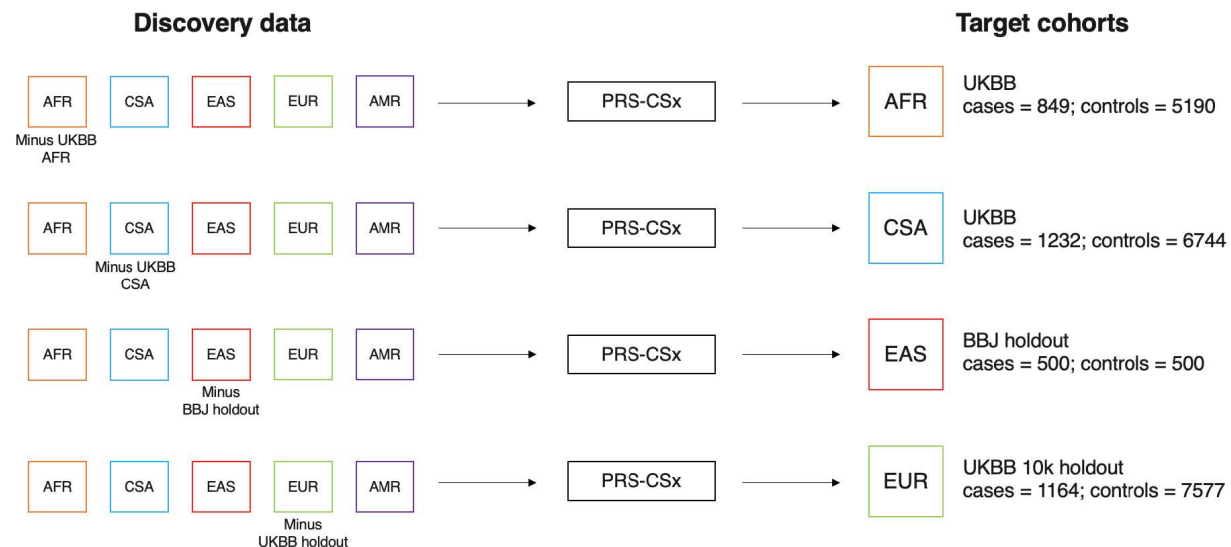 Discovery data
Target cohorts
AFR
CSA
EAS
EUR
AMR
PRS-CSx
AFR
UKBB
cases = 849; controls = 5190
Minus UKBB
AFR
AFR
CSA
EAS
EUR
AMR
PRS-CSx
CSA
UKBB
cases = 1232; controls = 6744
Minus UKBB
CSA
AFR
CSA
EAS
EUR
AMR
PRS-CSx
EAS
BBJ holdout
cases = 500; controls = 500
Minus
BBJ holdout
AFR
CSA
EAS
EUR
AMR
PRS-CSx
EUR
UKBB 10k holdout
cases = 1164; controls = 7577
Minus
UKBB holdout